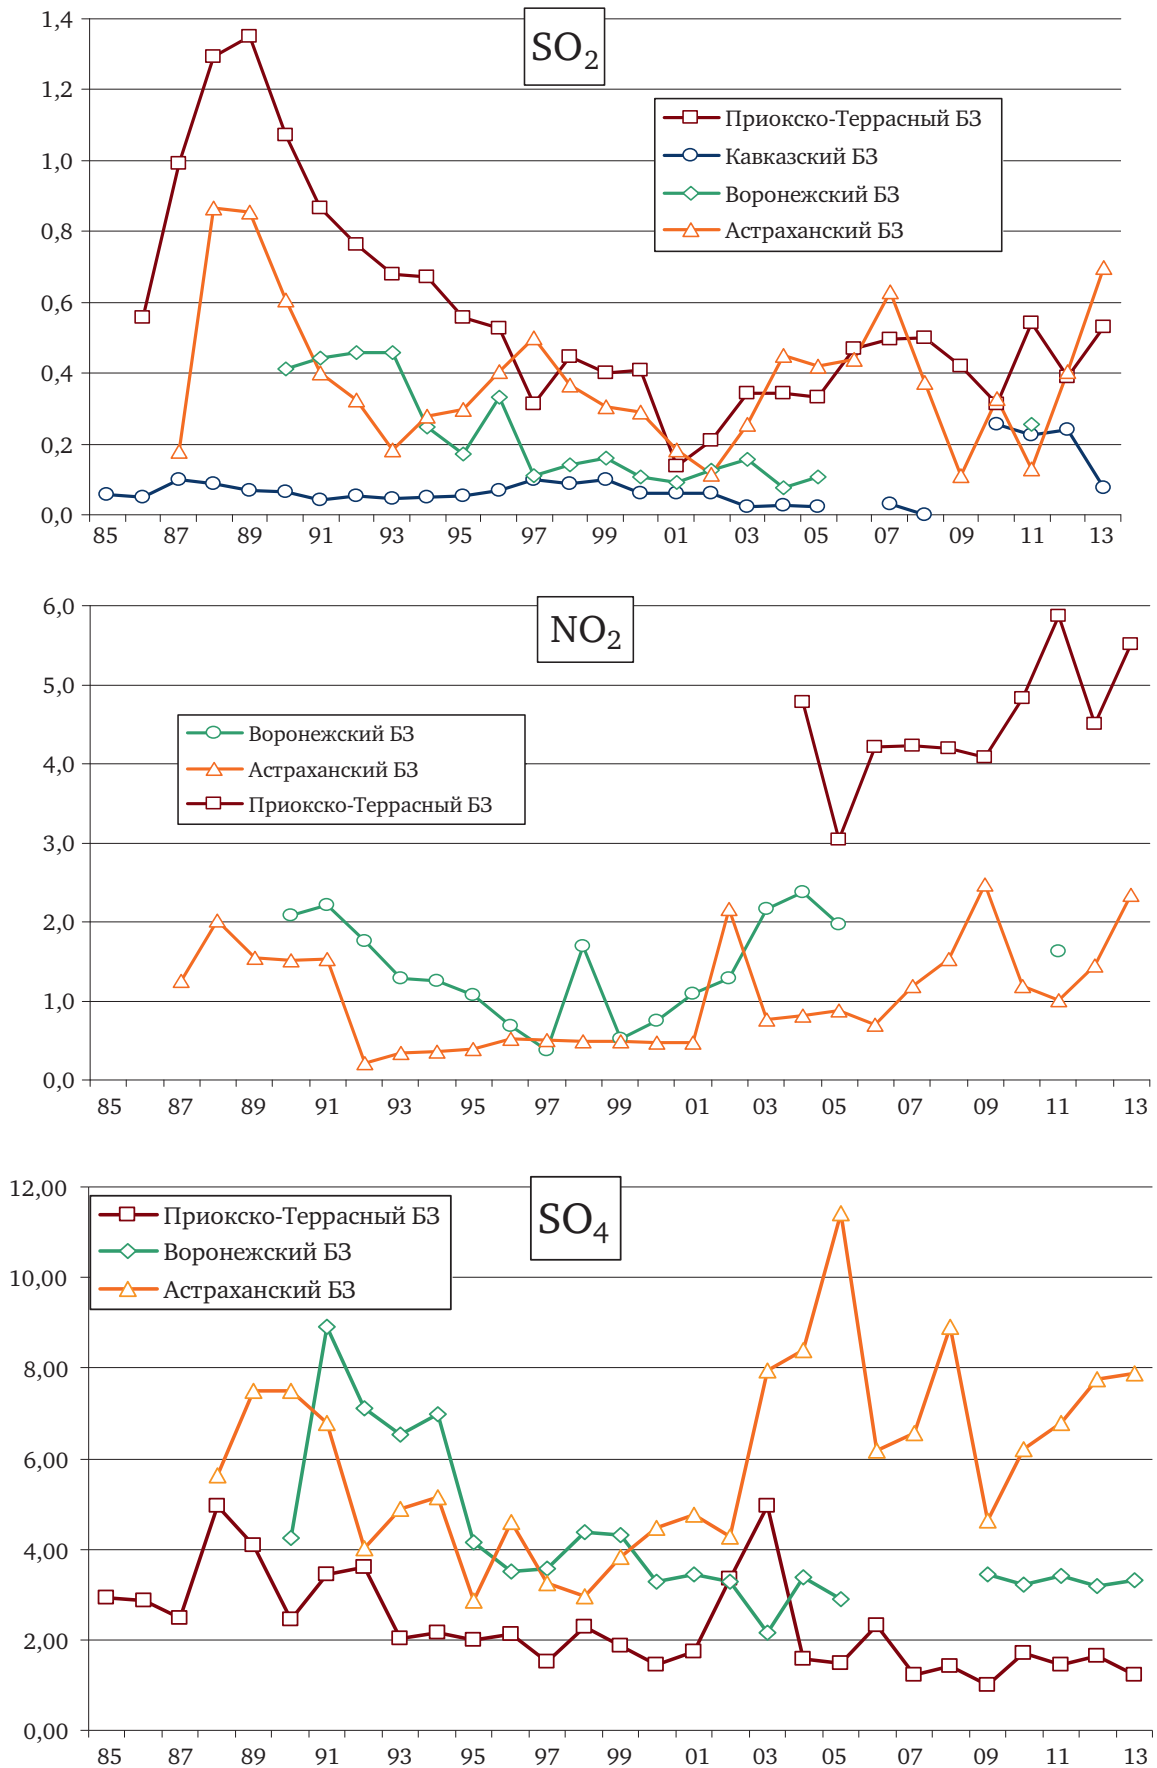 SO2
1,4
1,2
1,0
0,8
0,6
0,4
0,2
0,0
Приокско-Террасный БЗ
Кавказский БЗ
Воронежский БЗ
Астраханский БЗ
85 87 89 91 93 95 97 99 01 03 05 07 09 11 13
NO2
6,0
5,0
4,0
3,0
2,0
1,0
0,0
Воронежский БЗ
Астраханский БЗ
Приокско-Террасный БЗ
85 87 89 91 93 95 97 99 01 03 05 07 09 11 13
SO4
12,00
10,00
8,00
6,00
4,00
2,00
0,00
Приокско-Террасный БЗ
Воронежский БЗ
Астраханский БЗ
85 87 89 91 93 95 97 99 01 03 05 07 09 11 13